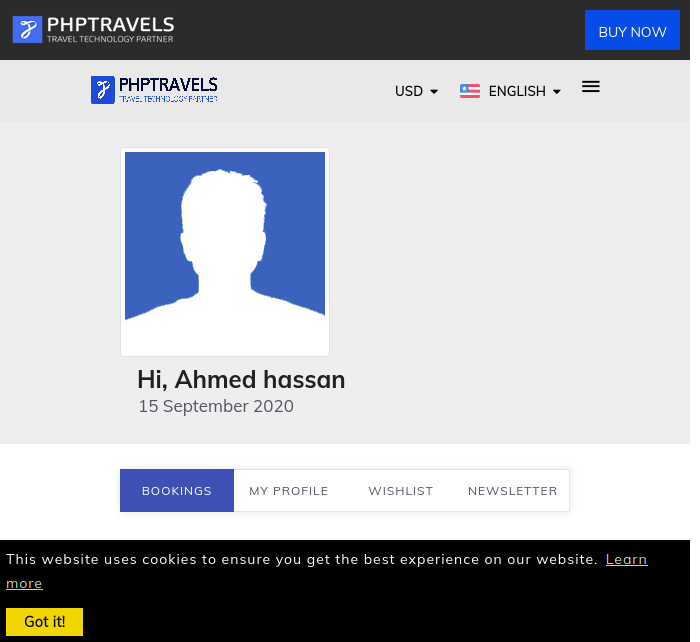 PHPTRAVELS
TRAVEL TECHNOLOGY PARTNER
BUY NOW
PHPTRAVELS
TRAVEL TECHNOLOGY PARTNER
USD
ENGLISH
Hi, Ahmed hassan
15 September 2020
BOOKINGS
MY PROFILE
WISHLIST
NEWSLETTER
This website uses cookies to ensure you get the best experience on our website. Learn
more
Got it!